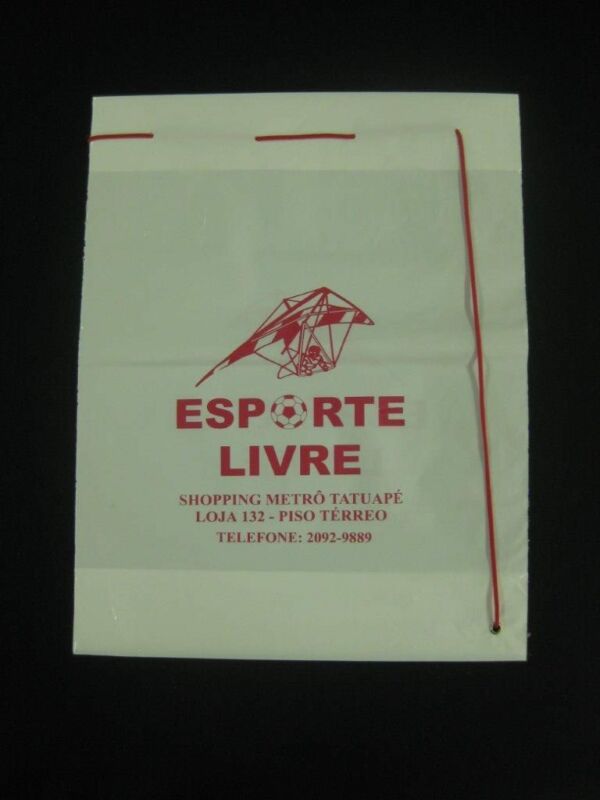 ESPORTE
LIVRE
SHOPPING METRÔ TATUAPÉ
LOJA 132 - PISO TÉRREO
TELEFONE: 2092-9889